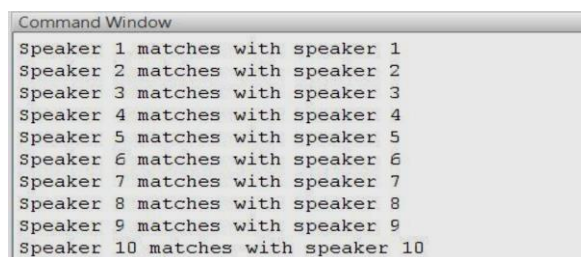 Command Window
Speaker 1 matches with speaker 1
Speaker 2 matches with speaker 2
Speaker 3 matches with speaker 3
Speaker 4 matches with speaker 4
Speaker 5 matches with speaker 5
Speaker 6 matches with speaker 6
Speaker 7 matches with speaker 7
Speaker 8 matches with speaker 8
Speaker 9 matches with speaker 9
Speaker 10 matches with speaker 10